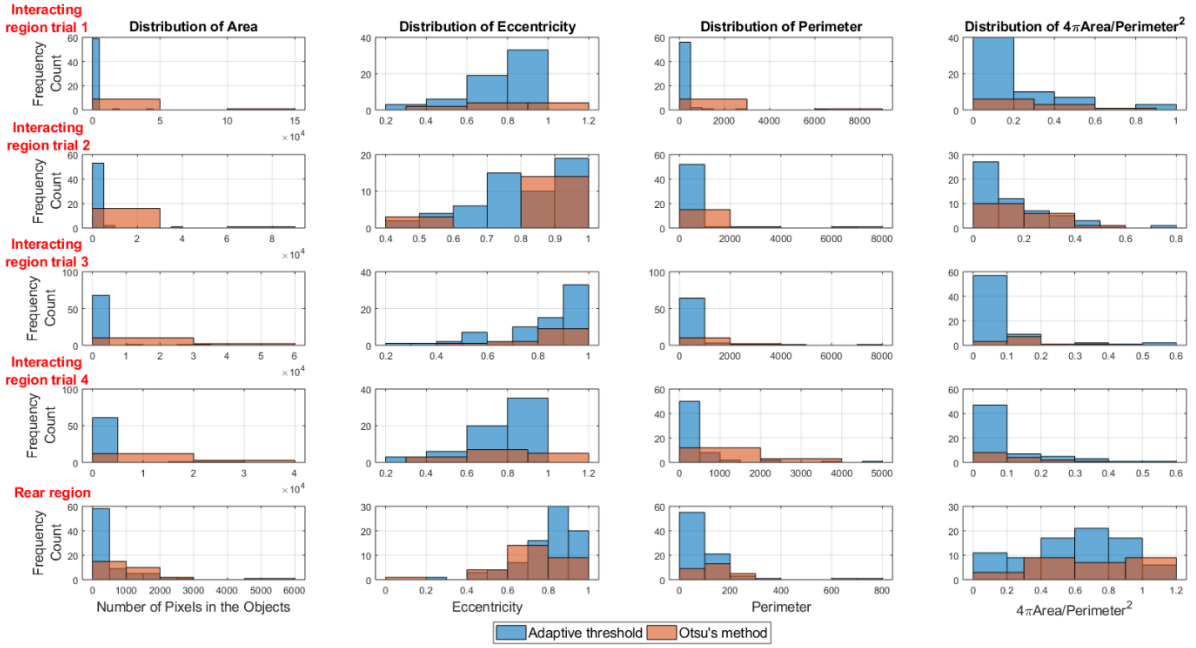 Interacting
region trial 1
Distribution of Area
Distribution of Eccentricity
Distribution of Perimeter
Distribution of 4πArea/Perimeter²
Frequency
Count
60
40
20
0
0 5 10 15
×10⁴
40
20
0
0.2 0.4 0.6 0.8 1 1.2
60
40
20
0
0 2000 4000 6000 8000
40
20
0
0 0.2 0.4 0.6 0.8 1
Interacting
region trial 2
Frequency
Count
60
40
20
0
0 20 40 60 80
×10⁴
20
10
0
0.4 0.5 0.6 0.7 0.8 0.9 1
60
40
20
0
0 2000 4000 6000 8000
30
20
10
0
0 0.2 0.4 0.6 0.8
Interacting
region trial 3
Frequency
Count
100
50
0
0 1 2 3 4 5 6
×10⁴
40
20
0
0.2 0.4 0.6 0.8 1
100
50
0
0 2000 4000 6000 8000
60
40
20
0
0 0.1 0.2 0.3 0.4 0.5 0.6
Interacting
region trial 4
Frequency
Count
100
50
0
0 1 2 3 4
×10⁴
40
20
0
0.2 0.4 0.6 0.8 1 1.2
60
40
20
0
0 1000 2000 3000 4000 5000
60
40
20
0
0 0.1 0.2 0.3 0.4 0.5 0.6
Rear region
Frequency
Count
60
40
20
0
0 1000 2000 3000 4000 5000 6000
Number of Pixels in the Objects
30
20
10
0
0 0.2 0.4 0.6 0.8 1
Eccentricity
60
40
20
0
0 200 400 600 800
Perimeter
30
20
10
0
0 0.2 0.4 0.6 0.8 1 1.2
4πArea/Perimeter²
Adaptive threshold
Otsu's method